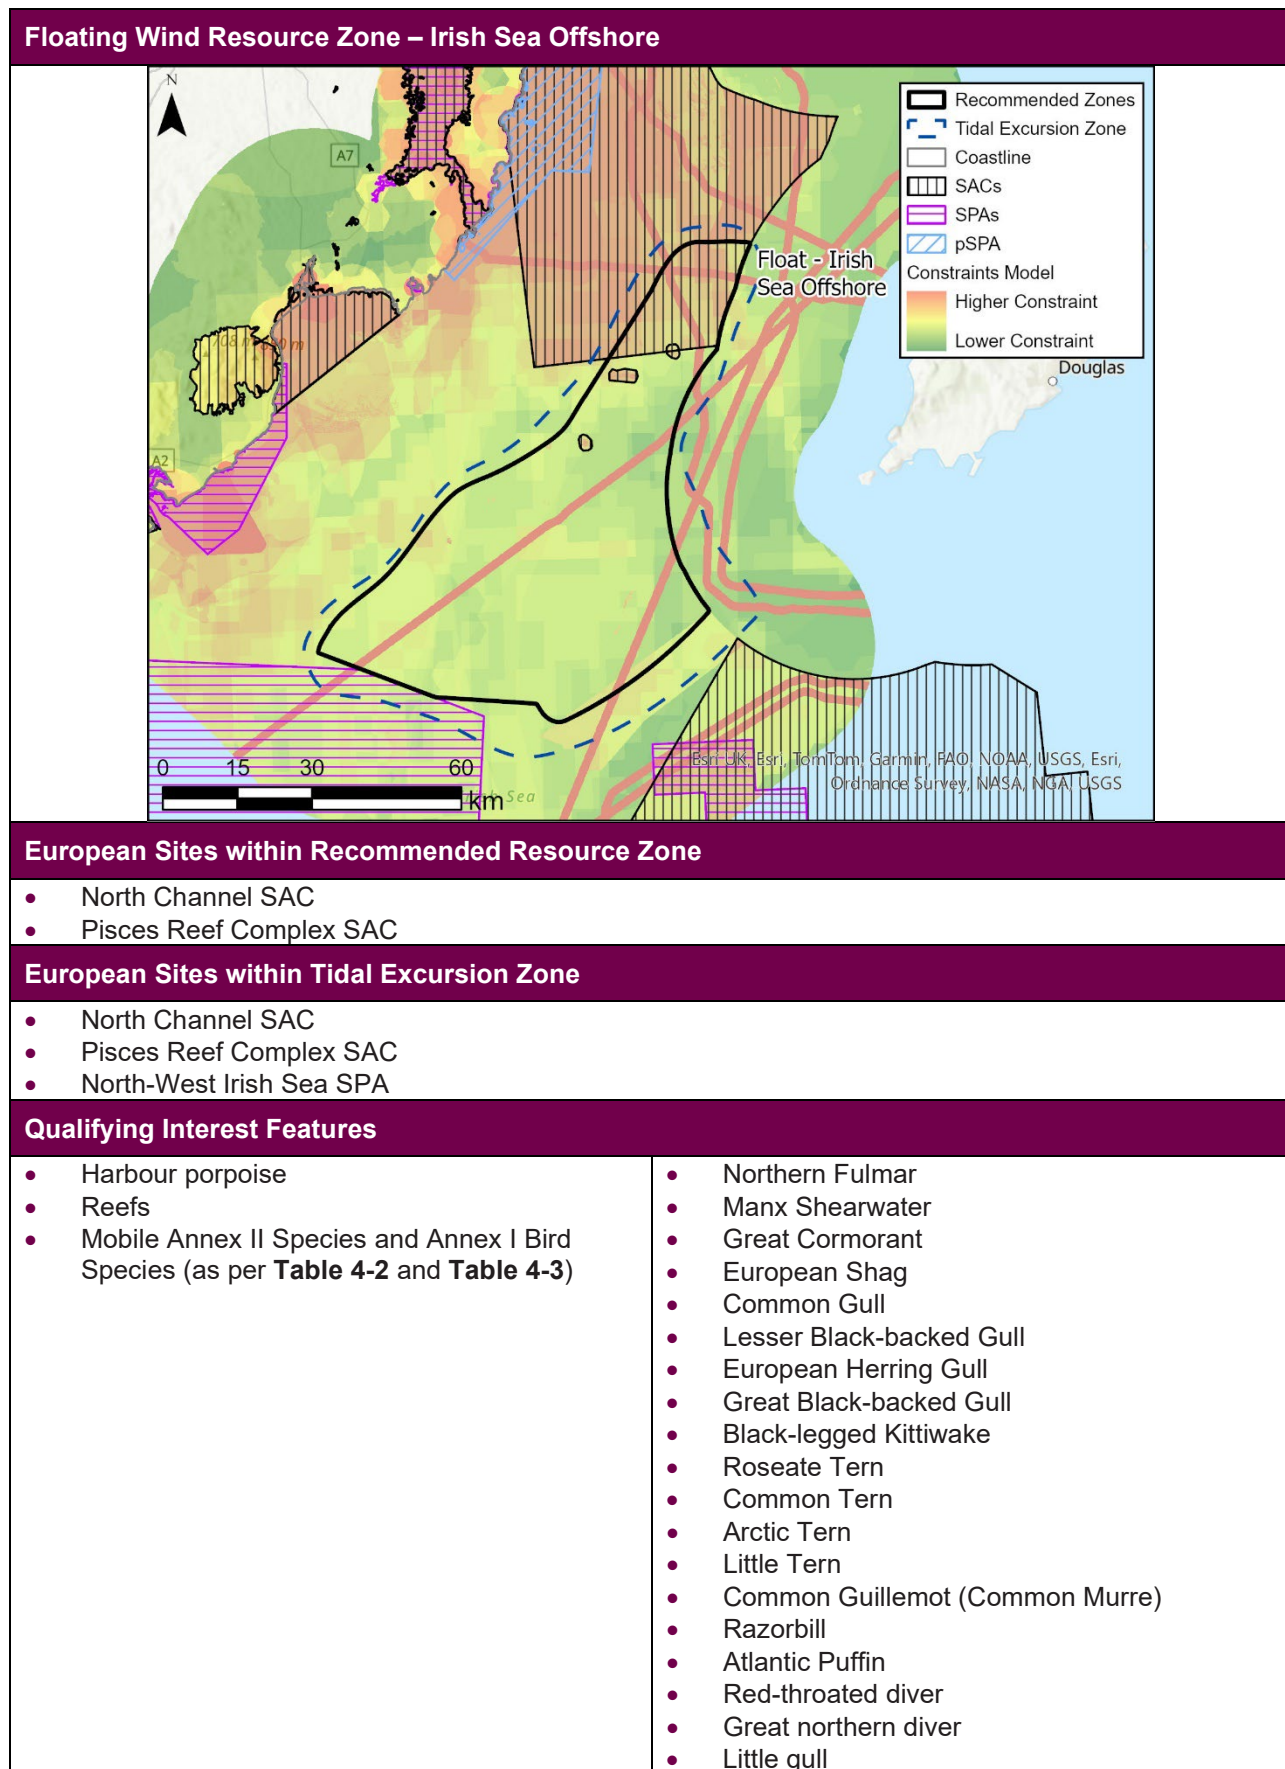 Floating Wind Resource Zone – Irish Sea Offshore
N
A7
Recommended Zones
Tidal Excursion Zone
Coastline
SACs
SPAs
pSPA
Constraints Model
Higher Constraint
Lower Constraint
Float - Irish
Sea Offshore
Douglas
A2
0 15 30 60
km
Sea
Esri UK, Esri, TomTom, Garmin, FAO, NOAA, USGS, Esri,
Ordnance Survey, NASA, NGA, USGS
European Sites within Recommended Resource Zone
• North Channel SAC
• Pisces Reef Complex SAC
European Sites within Tidal Excursion Zone
• North Channel SAC
• Pisces Reef Complex SAC
• North-West Irish Sea SPA
Qualifying Interest Features
• Harbour porpoise
• Reefs
• Mobile Annex II Species and Annex I Bird
Species (as per Table 4-2 and Table 4-3)
• Northern Fulmar
• Manx Shearwater
• Great Cormorant
• European Shag
• Common Gull
• Lesser Black-backed Gull
• European Herring Gull
• Great Black-backed Gull
• Black-legged Kittiwake
• Roseate Tern
• Common Tern
• Arctic Tern
• Little Tern
• Common Guillemot (Common Murre)
• Razorbill
• Atlantic Puffin
• Red-throated diver
• Great northern diver
• Little gull